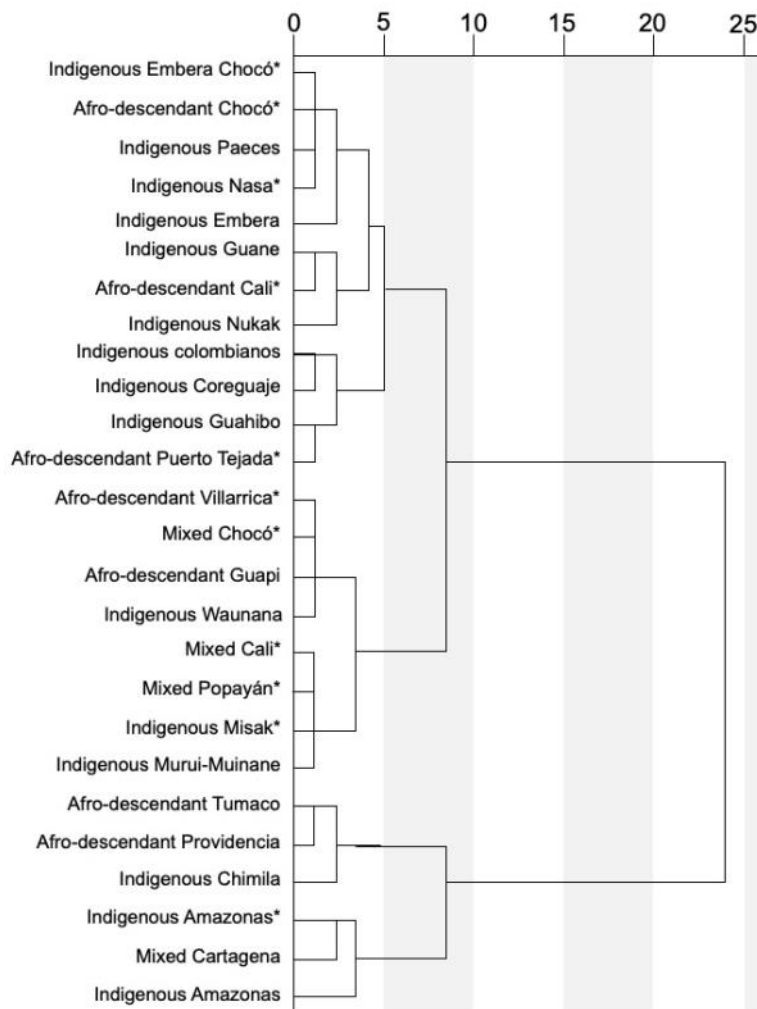 0 5 10 15 20 25
Indigenous Embera Chocó*
Afro-descendant Chocó*
Indigenous Paeces
Indigenous Nasa*
Indigenous Embera
Indigenous Guane
Afro-descendant Cali*
Indigenous Nukak
Indigenous colombianos
Indigenous Coreguaje
Indigenous Guahibo
Afro-descendant Puerto Tejada*
Afro-descendant Villarrica*
Mixed Chocó*
Afro-descendant Guapi
Indigenous Waunana
Mixed Cali*
Mixed Popayán*
Indigenous Misak*
Indigenous Murui-Muinane
Afro-descendant Tumaco
Afro-descendant Providencia
Indigenous Chimila
Indigenous Amazonas*
Mixed Cartagena
Indigenous Amazonas